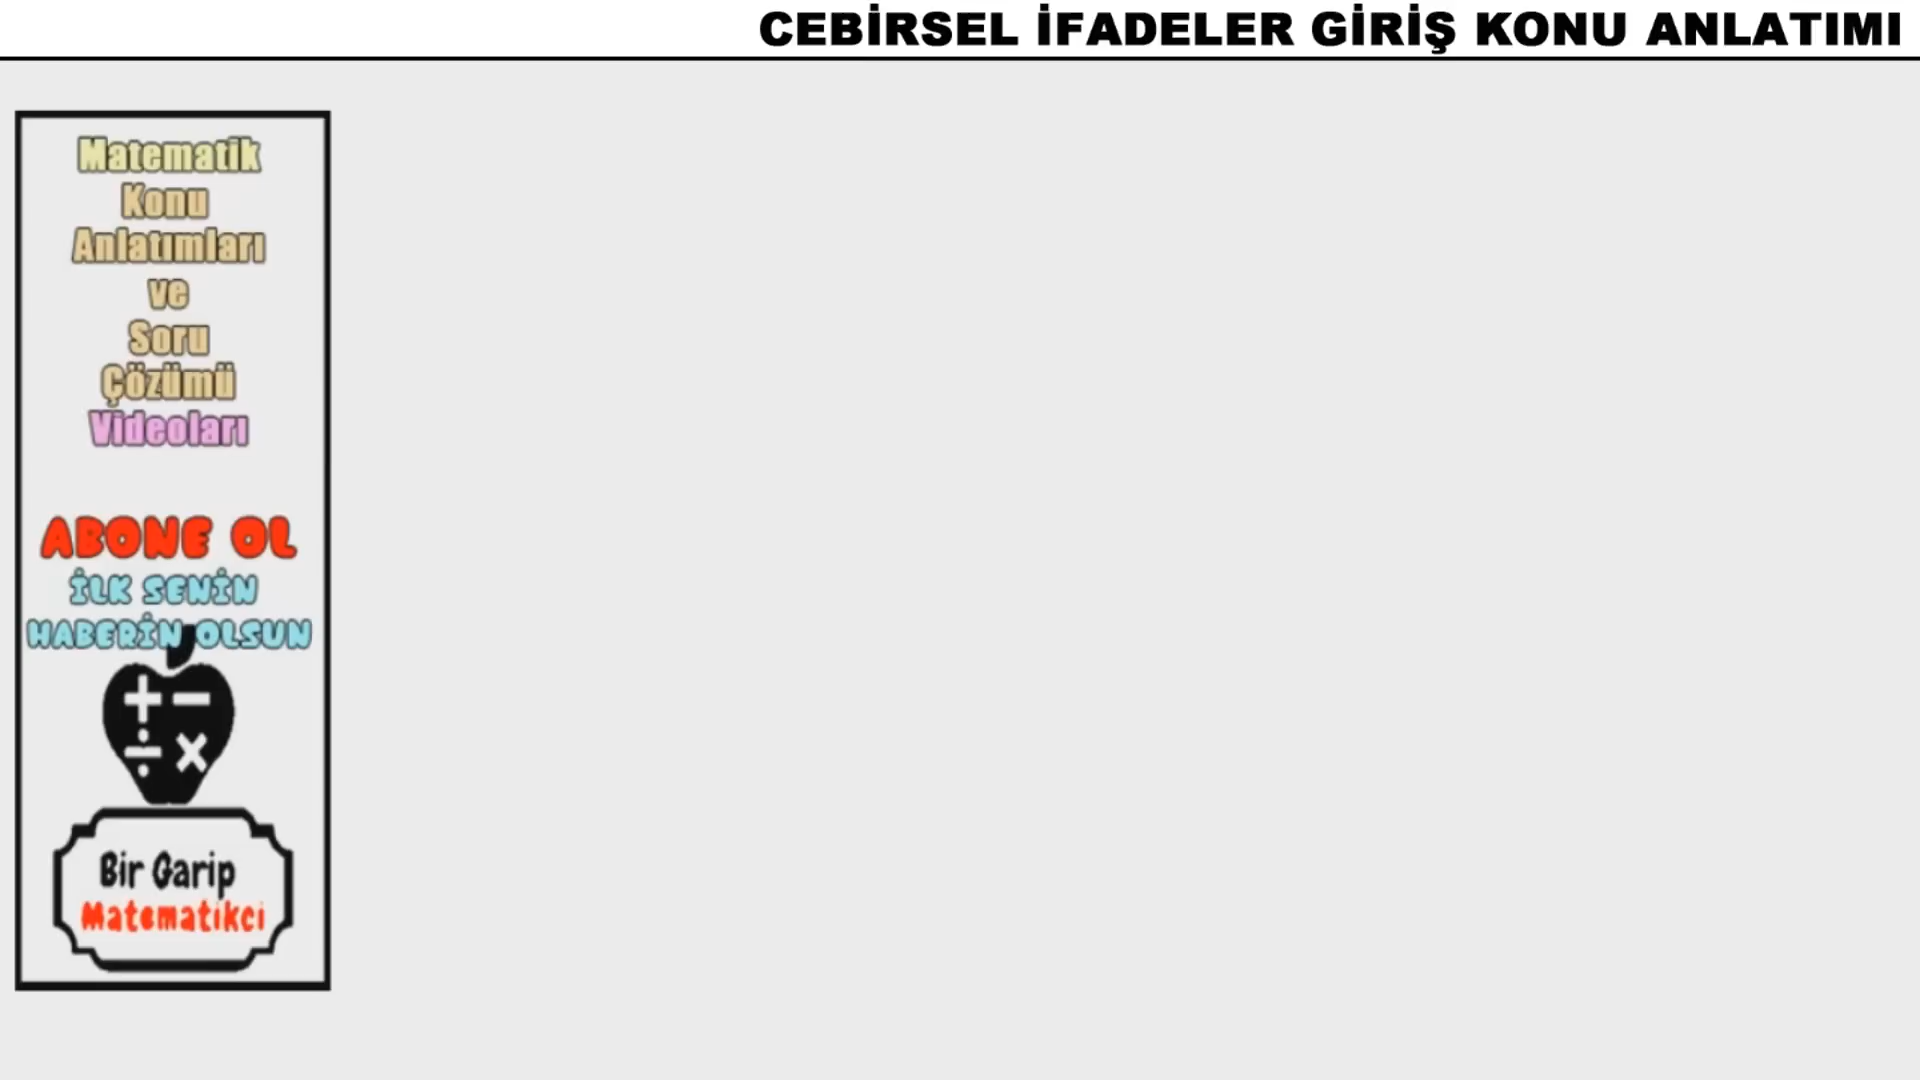 CEBİRSEL İFADELER GİRİŞ KONU ANLATIMI
Matematik
Konu
Anlatımları
ve
Soru
Çözümü
Videoları
ABONE OL
İLK SENİN
HABERİN OLSUN
Bir Garip
Matematikci